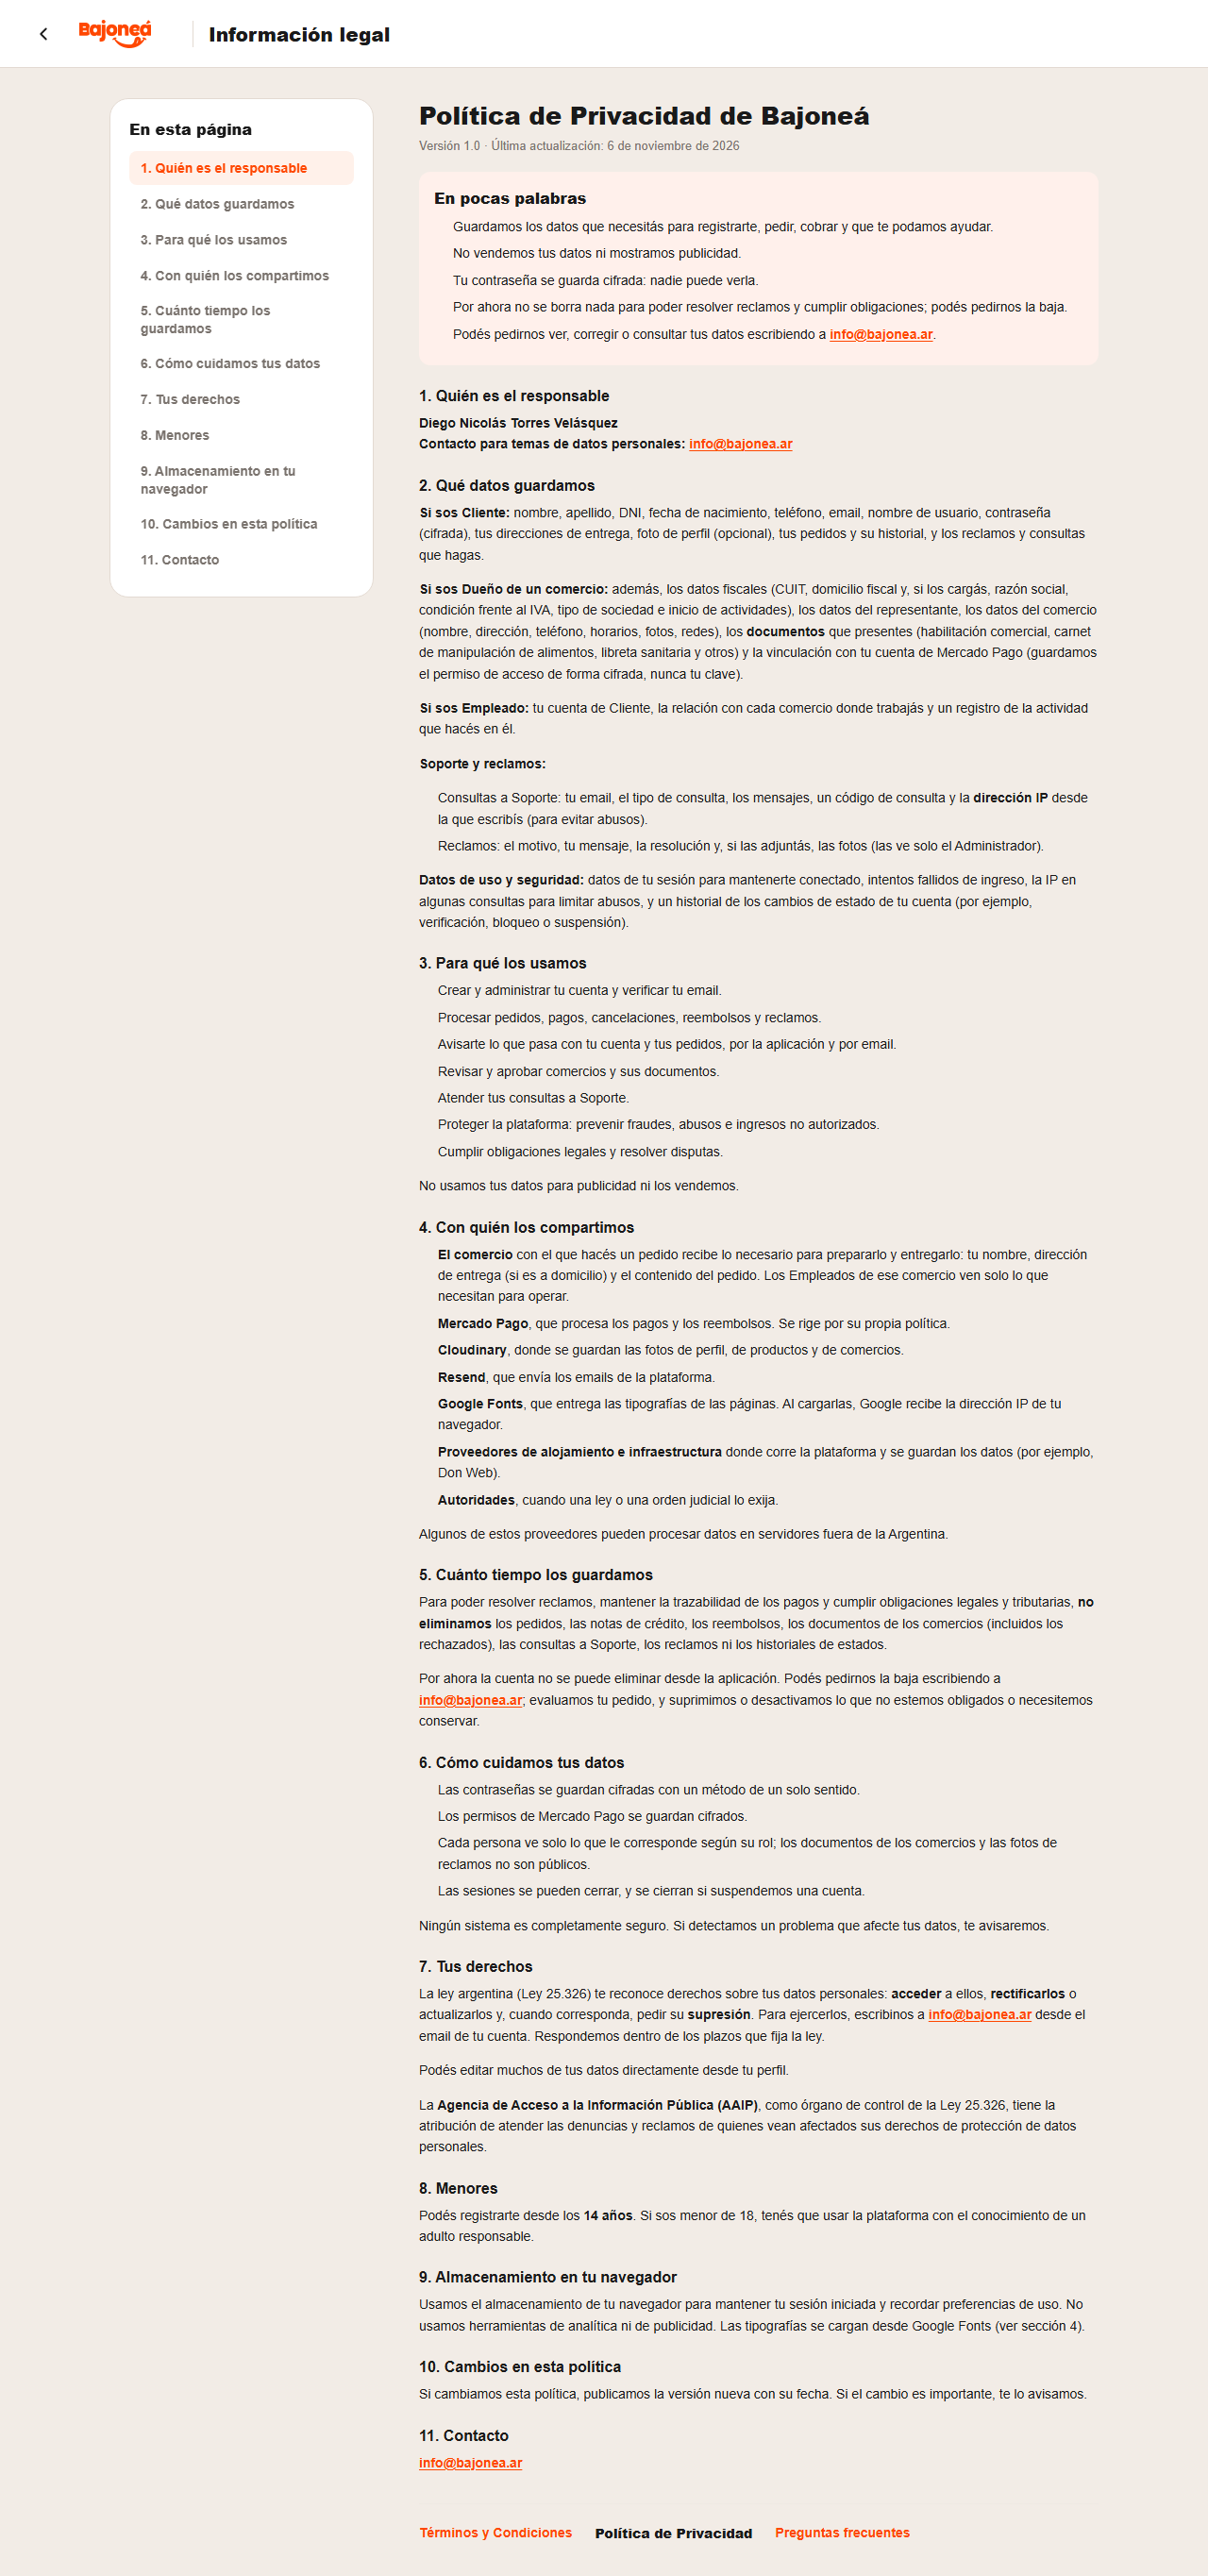 Bajoneá
Información legal
En esta página
1. Quién es el responsable
2. Qué datos guardamos
3. Para qué los usamos
4. Con quién los compartimos
5. Cuánto tiempo los
guardamos
6. Cómo cuidamos tus datos
7. Tus derechos
8. Menores
9. Almacenamiento en tu
navegador
10. Cambios en esta política
11. Contacto
Política de Privacidad de Bajoneá
Versión 1.0 · Última actualización: 6 de noviembre de 2026
En pocas palabras
Guardamos los datos que necesitás para registrarte, pedir, cobrar y que te podamos ayudar.
No vendemos tus datos ni mostramos publicidad.
Tu contraseña se guarda cifrada: nadie puede verla.
Por ahora no se borra nada para poder resolver reclamos y cumplir obligaciones; podés pedirnos la baja.
Podés pedirnos ver, corregir o consultar tus datos escribiendo a info@bajonea.ar.
1. Quién es el responsable
Diego Nicolás Torres Velásquez
Contacto para temas de datos personales: info@bajonea.ar
2. Qué datos guardamos
Si sos Cliente: nombre, apellido, DNI, fecha de nacimiento, teléfono, email, nombre de usuario, contraseña
(cifrada), tus direcciones de entrega, foto de perfil (opcional), tus pedidos y su historial, y los reclamos y consultas
que hagas.
Si sos Dueño de un comercio: además, los datos fiscales (CUIT, domicilio fiscal y, si los cargás, razón social,
condición frente al IVA, tipo de sociedad e inicio de actividades), los datos del representante, los datos del comercio
(nombre, dirección, teléfono, horarios, fotos, redes), los documentos que presentes (habilitación comercial, carnet
de manipulación de alimentos, libreta sanitaria y otros) y la vinculación con tu cuenta de Mercado Pago (guardamos
el permiso de acceso de forma cifrada, nunca tu clave).
Si sos Empleado: tu cuenta de Cliente, la relación con cada comercio donde trabajás y un registro de la actividad
que hacés en él.
Soporte y reclamos:
Consultas a Soporte: tu email, el tipo de consulta, los mensajes, un código de consulta y la dirección IP desde
la que escribís (para evitar abusos).
Reclamos: el motivo, tu mensaje, la resolución y, si las adjuntás, las fotos (las ve solo el Administrador).
Datos de uso y seguridad: datos de tu sesión para mantenerte conectado, intentos fallidos de ingreso, la IP en
algunas consultas para limitar abusos, y un historial de los cambios de estado de tu cuenta (por ejemplo,
verificación, bloqueo o suspensión).
3. Para qué los usamos
Crear y administrar tu cuenta y verificar tu email.
Procesar pedidos, pagos, cancelaciones, reembolsos y reclamos.
Avisarte lo que pasa con tu cuenta y tus pedidos, por la aplicación y por email.
Revisar y aprobar comercios y sus documentos.
Atender tus consultas a Soporte.
Proteger la plataforma: prevenir fraudes, abusos e ingresos no autorizados.
Cumplir obligaciones legales y resolver disputas.
No usamos tus datos para publicidad ni los vendemos.
4. Con quién los compartimos
El comercio con el que hacés un pedido recibe lo necesario para prepararlo y entregarlo: tu nombre, dirección
de entrega (si es a domicilio) y el contenido del pedido. Los Empleados de ese comercio ven solo lo que
necesitan para operar.
Mercado Pago, que procesa los pagos y los reembolsos. Se rige por su propia política.
Cloudinary, donde se guardan las fotos de perfil, de productos y de comercios.
Resend, que envía los emails de la plataforma.
Google Fonts, que entrega las tipografías de las páginas. Al cargarlas, Google recibe la dirección IP de tu
navegador.
Proveedores de alojamiento e infraestructura donde corre la plataforma y se guardan los datos (por ejemplo,
Don Web).
Autoridades, cuando una ley o una orden judicial lo exija.
Algunos de estos proveedores pueden procesar datos en servidores fuera de la Argentina.
5. Cuánto tiempo los guardamos
Para poder resolver reclamos, mantener la trazabilidad de los pagos y cumplir obligaciones legales y tributarias, no
eliminamos los pedidos, las notas de crédito, los reembolsos, los documentos de los comercios (incluidos los
rechazados), las consultas a Soporte, los reclamos ni los historiales de estados.
Por ahora la cuenta no se puede eliminar desde la aplicación. Podés pedirnos la baja escribiendo a
info@bajonea.ar; evaluamos tu pedido, y suprimimos o desactivamos lo que no estemos obligados o necesitemos
conservar.
6. Cómo cuidamos tus datos
Las contraseñas se guardan cifradas con un método de un solo sentido.
Los permisos de Mercado Pago se guardan cifrados.
Cada persona ve solo lo que le corresponde según su rol; los documentos de los comercios y las fotos de
reclamos no son públicos.
Las sesiones se pueden cerrar, y se cierran si suspendemos una cuenta.
Ningún sistema es completamente seguro. Si detectamos un problema que afecte tus datos, te avisaremos.
7. Tus derechos
La ley argentina (Ley 25.326) te reconoce derechos sobre tus datos personales: acceder a ellos, rectificarlos o
actualizarlos y, cuando corresponda, pedir su supresión. Para ejercerlos, escribinos a info@bajonea.ar desde el
email de tu cuenta. Respondemos dentro de los plazos que fija la ley.
Podés editar muchos de tus datos directamente desde tu perfil.
La Agencia de Acceso a la Información Pública (AAIP), como órgano de control de la Ley 25.326, tiene la
atribución de atender las denuncias y reclamos de quienes vean afectados sus derechos de protección de datos
personales.
8. Menores
Podés registrarte desde los 14 años. Si sos menor de 18, tenés que usar la plataforma con el conocimiento de un
adulto responsable.
9. Almacenamiento en tu navegador
Usamos el almacenamiento de tu navegador para mantener tu sesión iniciada y recordar preferencias de uso. No
usamos herramientas de analítica ni de publicidad. Las tipografías se cargan desde Google Fonts (ver sección 4).
10. Cambios en esta política
Si cambiamos esta política, publicamos la versión nueva con su fecha. Si el cambio es importante, te lo avisamos.
11. Contacto
info@bajonea.ar
Términos y Condiciones
Política de Privacidad
Preguntas frecuentes